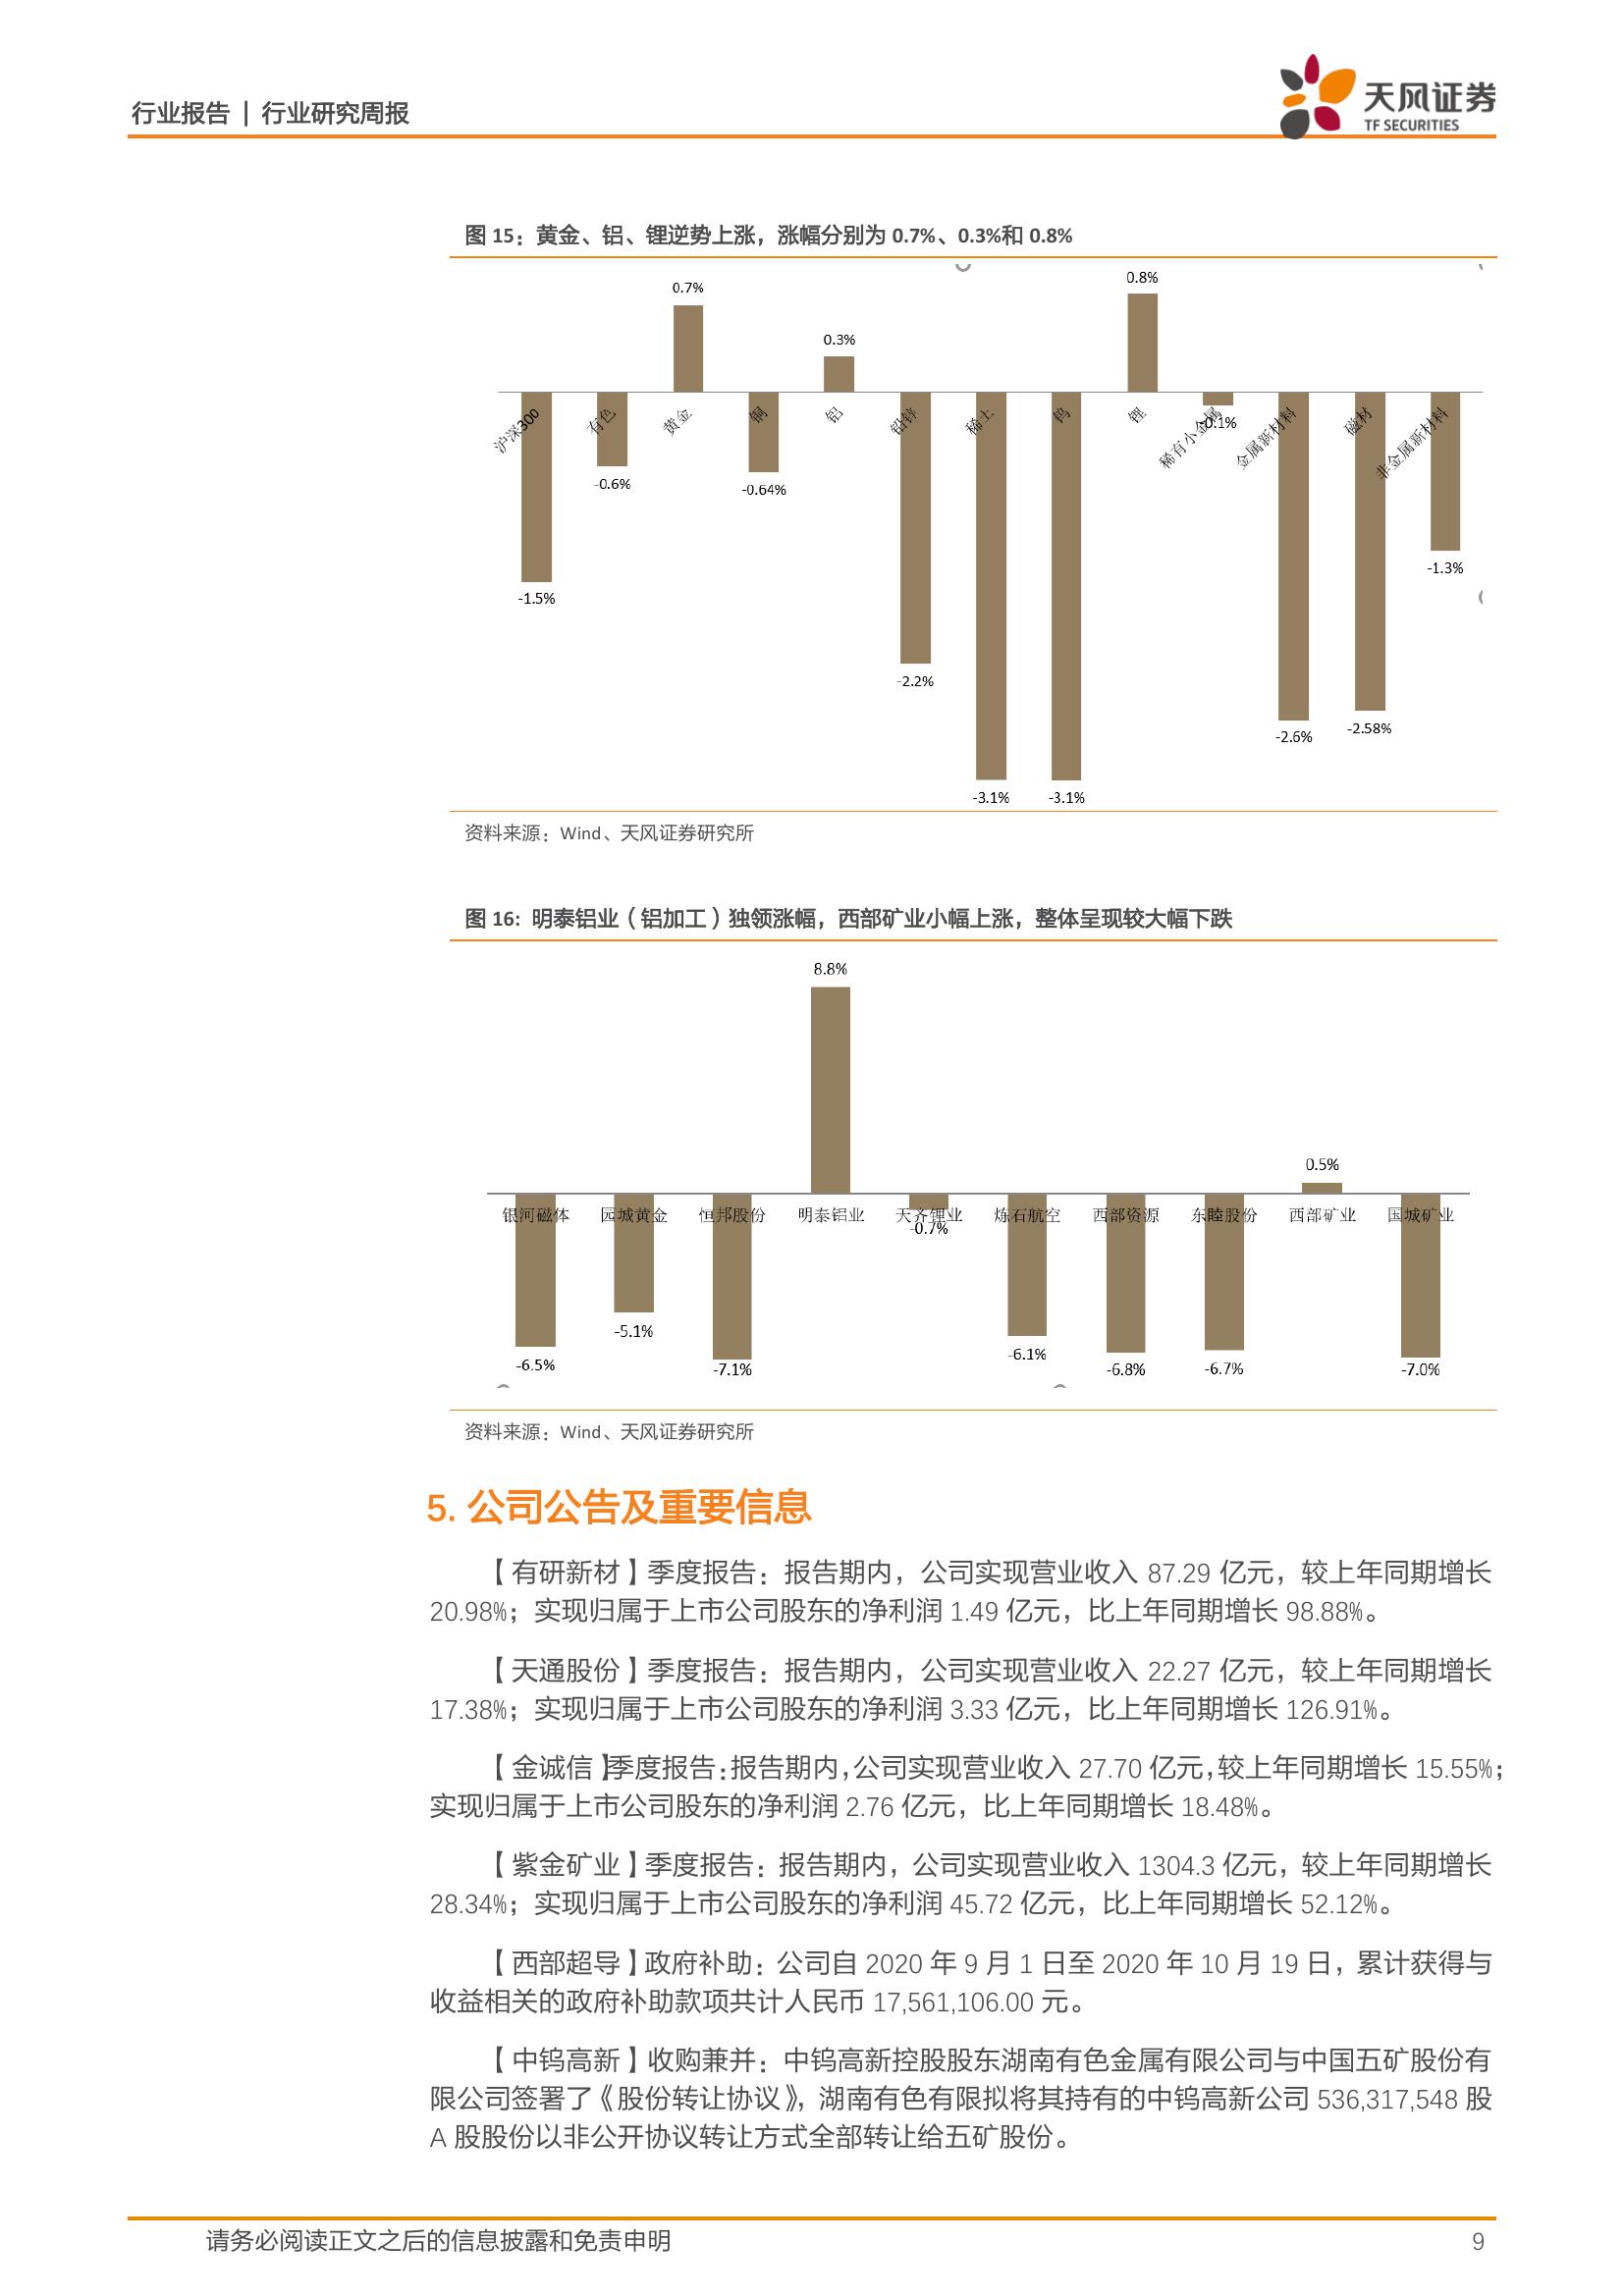 行业报告 | 行业研究周报
天风证券
TF SECURITIES
图 15：黄金、铝、锂逆势上涨，涨幅分别为 0.7%、0.3%和 0.8%
0.7%
0.3%
0.8%
沪深300 有色 黄金 铜 铝 铅锌 稀土 钨 锂 稀有小金属 金属新材料 磁材 非金属新材料
-0.1%
-0.6%
-0.64%
-1.3%
-1.5%
-2.2%
-2.6%
-2.58%
-3.1%
-3.1%
资料来源：Wind、天风证券研究所
图 16: 明泰铝业（铝加工）独领涨幅，西部矿业小幅上涨，整体呈现较大幅下跌
8.8%
0.5%
银河磁体 园城黄金 恒邦股份 明泰铝业 天齐锂业 炼石航空 西部资源 东睦股份 西部矿业 国城矿业
-0.7%
-5.1%
-6.5%
-7.1%
-6.1%
-6.8%
-6.7%
-7.0%
资料来源：Wind、天风证券研究所
5. 公司公告及重要信息
【有研新材】季度报告：报告期内，公司实现营业收入 87.29 亿元，较上年同期增长
20.98%；实现归属于上市公司股东的净利润 1.49 亿元，比上年同期增长 98.88%。
【天通股份】季度报告：报告期内，公司实现营业收入 22.27 亿元，较上年同期增长
17.38%；实现归属于上市公司股东的净利润 3.33 亿元，比上年同期增长 126.91%。
【金诚信】季度报告：报告期内，公司实现营业收入 27.70 亿元，较上年同期增长 15.55%；
实现归属于上市公司股东的净利润 2.76 亿元，比上年同期增长 18.48%。
【紫金矿业】季度报告：报告期内，公司实现营业收入 1304.3 亿元，较上年同期增长
28.34%；实现归属于上市公司股东的净利润 45.72 亿元，比上年同期增长 52.12%。
【西部超导】政府补助：公司自 2020 年 9 月 1 日至 2020 年 10 月 19 日，累计获得与
收益相关的政府补助款项共计人民币 17,561,106.00 元。
【中钨高新】收购兼并：中钨高新控股股东湖南有色金属有限公司与中国五矿股份有
限公司签署了《股份转让协议》，湖南有色有限拟将其持有的中钨高新公司 536,317,548 股
A 股股份以非公开协议转让方式全部转让给五矿股份。
请务必阅读正文之后的信息披露和免责申明
9